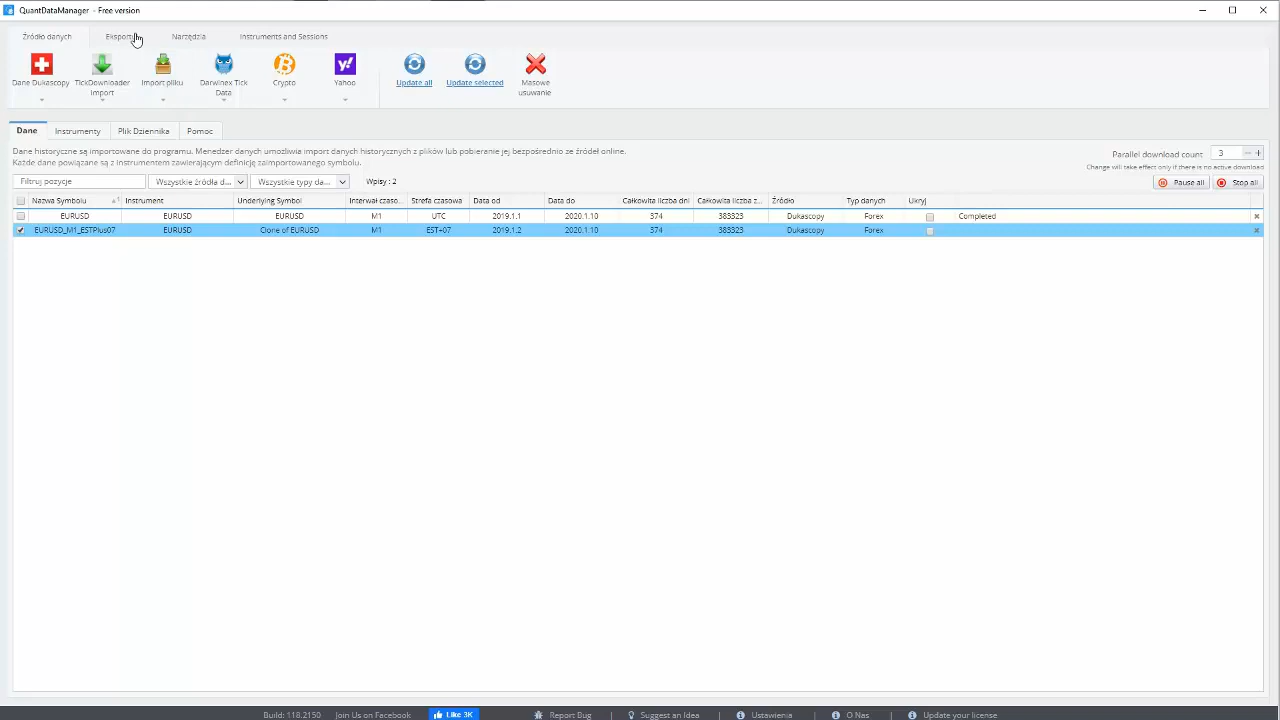 QuantDataManager - Free version
Źródło danych
Narzędzia
Instruments and Sessions
Dane Dukascopy
TickDownloader
Import
Import pliku
Darwinex Tick
Data
Crypto
Yahoo
Update all
Update selected
Masowe
usuwanie
Dane
Instrumenty
Plik Dziennika
Pomoc
Dane historyczne są importowane do programu. Menedżer danych umożliwia import danych historycznych z plików lub pobieranie jej bezpośrednio ze źródeł online.
Każde dane powiązane są z instrumentem zawierającym definicję zaimportowanego symbolu.
Parallel download count 3
Change will take effect only if there is no active download
Filtruj pozycje
Wszystkie źródła d...
Wszystkie typy da...
Wpisy : 2
Pause all
Stop all
Nazwa Symbolu Instrument Underlying Symbol Interwał czaso... Strefa czasowa Data od Data do Całkowita liczba dni Całkowita liczba z... Źródło Typ danych Ukryj
EURUSD EURUSD EURUSD M1 UTC 2019.1.1 2020.1.10 374 383323 Dukascopy Forex Completed
EURUSD_M1_ESTPlus07 EURUSD Clone of EURUSD M1 EST+07 2019.1.2 2020.1.10 374 383323 Dukascopy Forex
Build: 118.2150
Join Us on Facebook
Like 3K
Report Bug
Suggest an Idea
Ustawienia
O Nas
Update your license